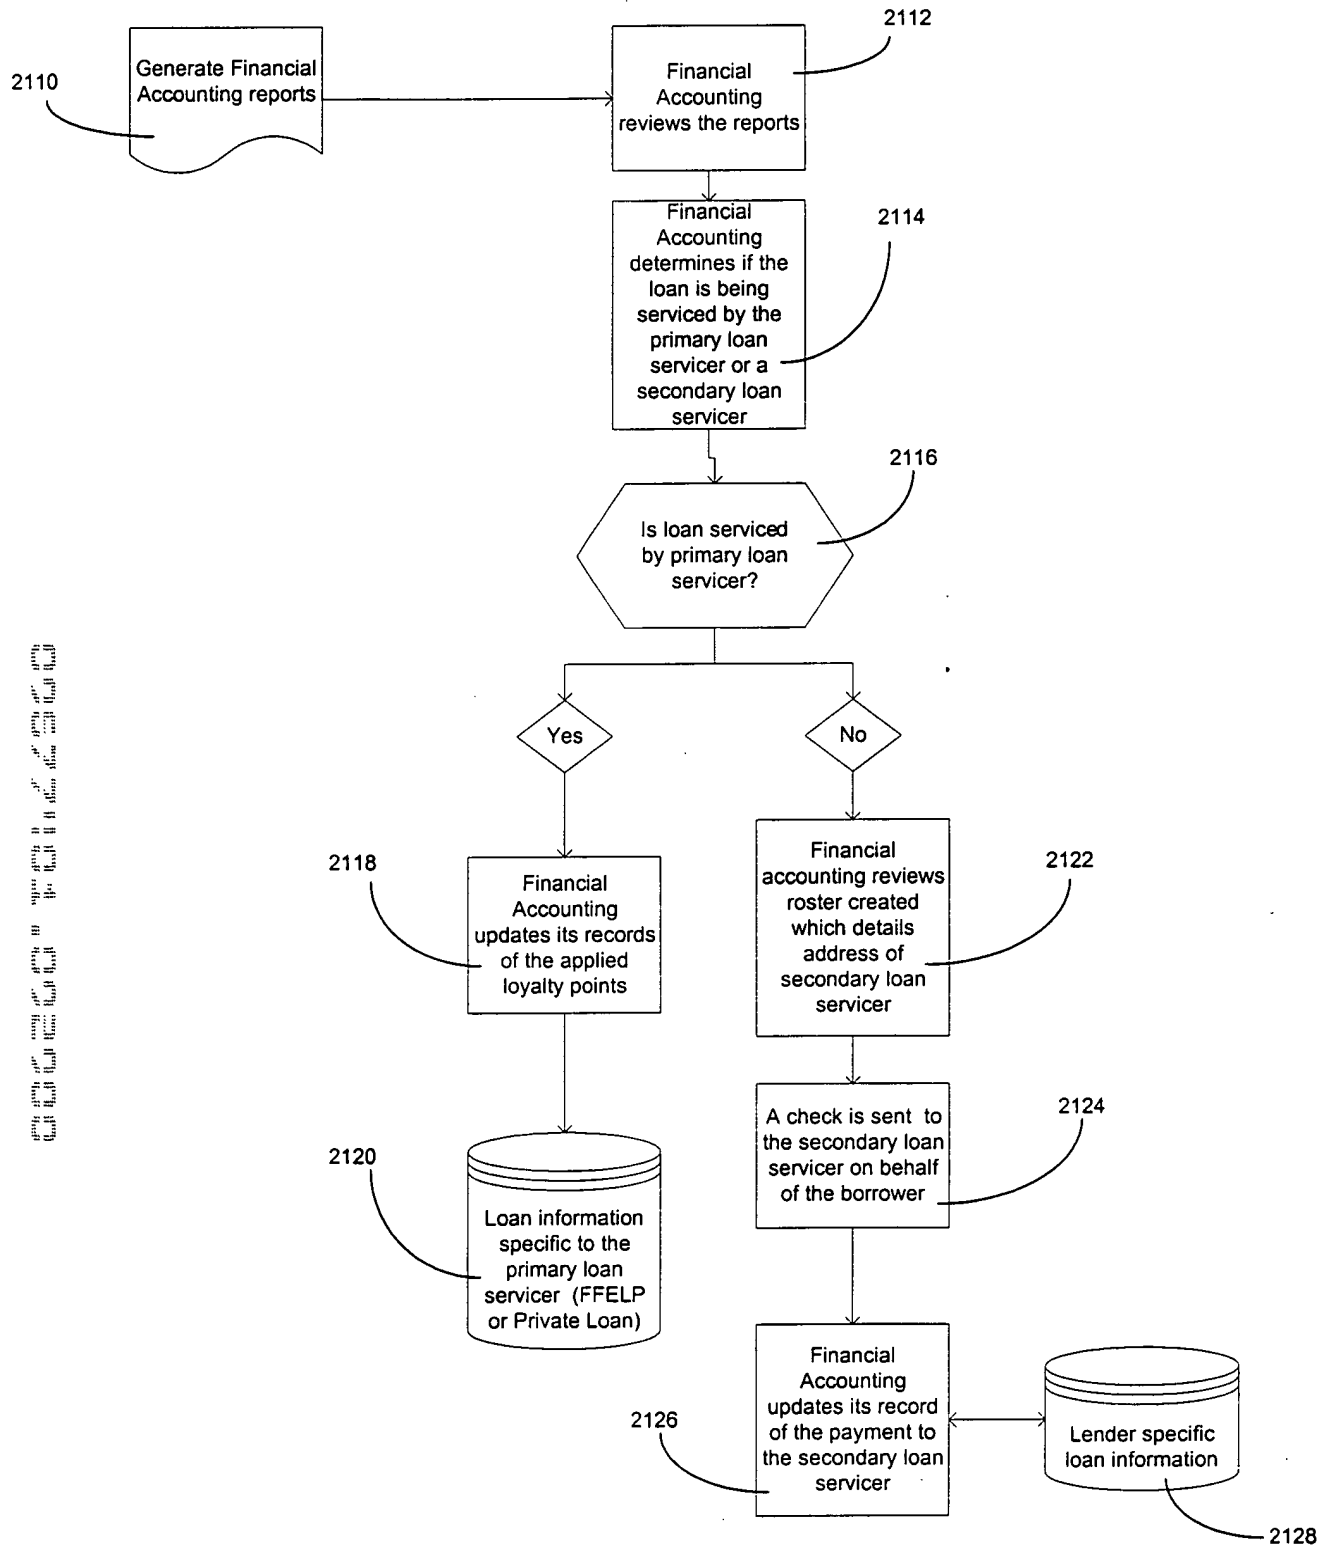 2112
2110
Generate Financial
Accounting reports
Financial
Accounting
reviews the reports
2114
Financial
Accounting
determines if the
loan is being
serviced by the
primary loan
servicer or a
secondary loan
servicer
2116
Is loan serviced
by primary loan
servicer?
Yes
No
2118
Financial
Accounting
updates its records
of the applied
loyalty points
2122
Financial
accounting reviews
roster created
which details
address of
secondary loan
servicer
2124
A check is sent to
the secondary loan
servicer on behalf
of the borrower
2120
Loan information
specific to the
primary loan
servicer (FFELP
or Private Loan)
2126
Financial
Accounting
updates its record
of the payment to
the secondary loan
servicer
Lender specific
loan information
2128